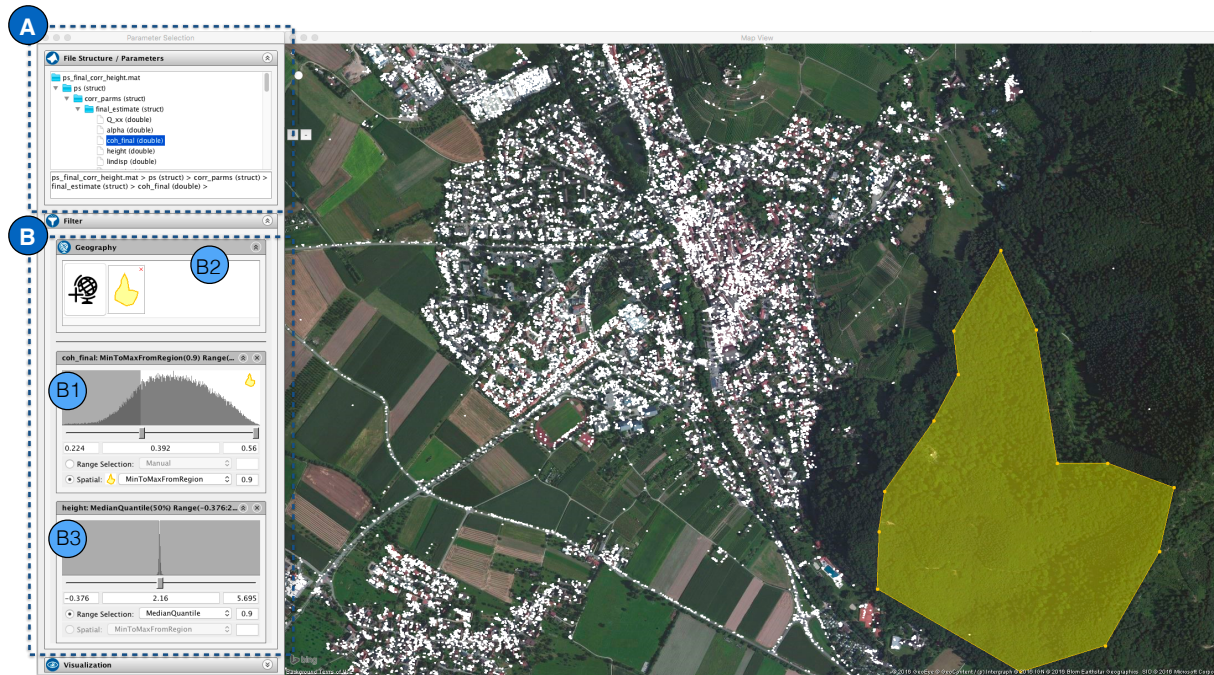 A
Parameter Selection
Map View
File Structure / Parameters
ps_final_corr_height.mat
ps (struct)
corr_parms (struct)
final_estimate (struct)
Q_xx (double)
alpha (double)
coh_final (double)
height (double)
lindisp (double)
ps_final_corr_height.mat > ps (struct) > corr_parms (struct) >
final_estimate (struct) > coh_final (double) >
Filter
B
Geography
B2
coh_final: MinToMaxFromRegion(0.9) Range(...
B1
0.224 0.392 0.56
Range Selection: Manual
Spatial: MinToMaxFromRegion 0.9
height: MedianQuantile(50%) Range(-0.376:2...
B3
-0.376 2.16 5.695
Range Selection: MedianQuantile 0.9
Spatial: MinToMaxFromRegion
Visualization
bing
Background Terms of